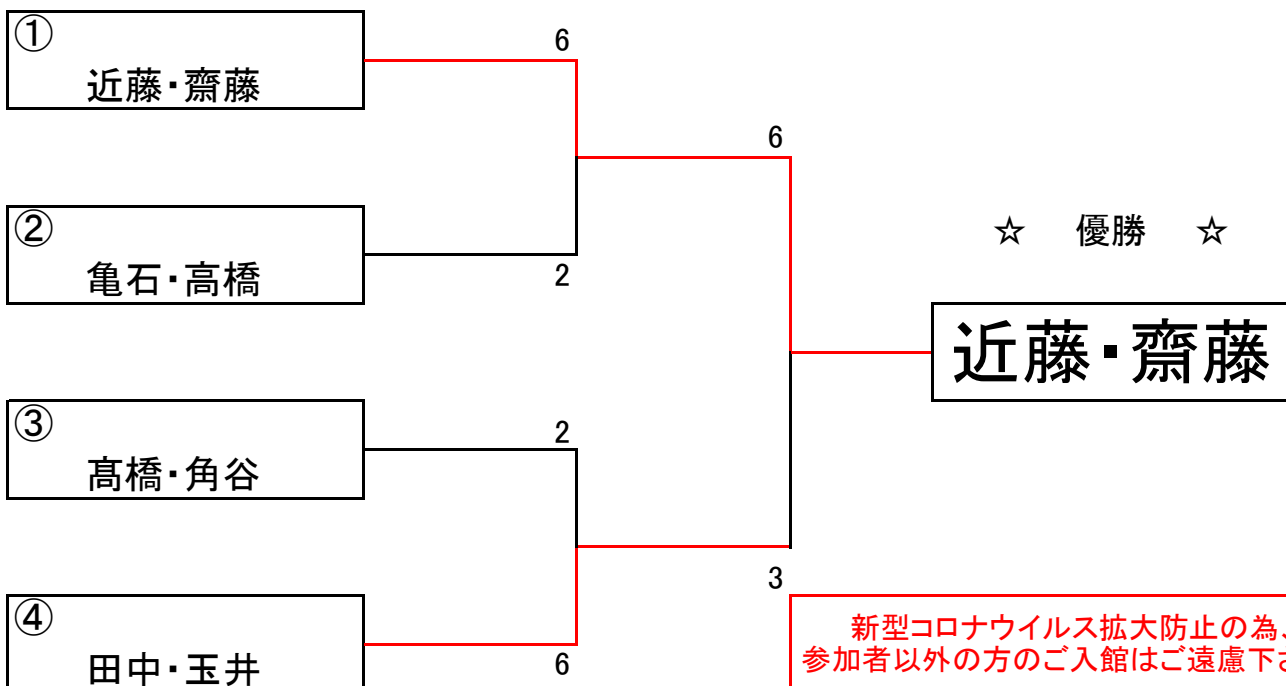 ①
近藤・齋藤
6
6
②
亀石・高橋
2
☆ 優勝 ☆
近藤・齋藤
③
髙橋・角谷
2
3
④
田中・玉井
6
新型コロナウイルス拡大防止の為、
参加者以外の方のご入館はご遠慮下さ